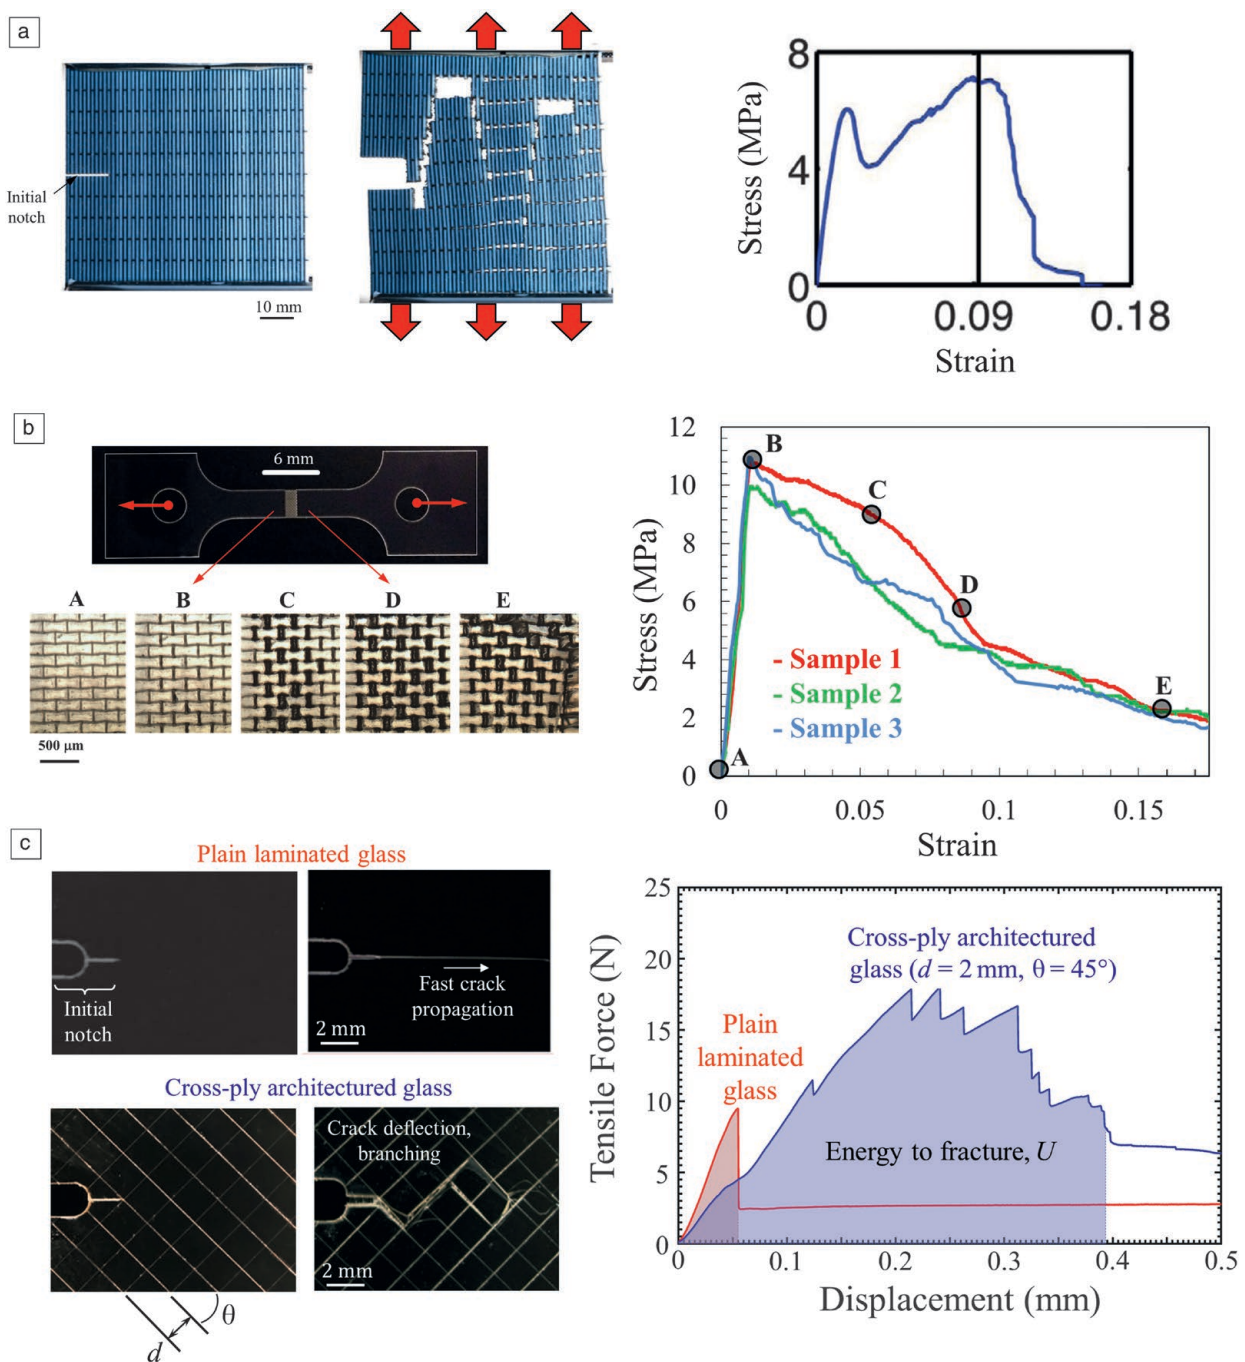 a
Initial
notch
10 mm
8
4
0
Stress (MPa)
0
0.09
0.18
Strain
b
6 mm
A
B
C
D
E
500 μm
12
10
8
6
4
2
0
Stress (MPa)
B
C
D
E
A
- Sample 1
- Sample 2
- Sample 3
0
0.05
0.1
0.15
Strain
c
Plain laminated glass
Initial
notch
Fast crack
propagation
2 mm
Cross-ply architectured glass
Crack deflection,
branching
2 mm
θ
d
25
20
15
10
5
0
Tensile Force (N)
Cross-ply architectured
glass (d = 2 mm, θ = 45°)
Plain
laminated
glass
Energy to fracture, U
0
0.1
0.2
0.3
0.4
0.5
Displacement (mm)